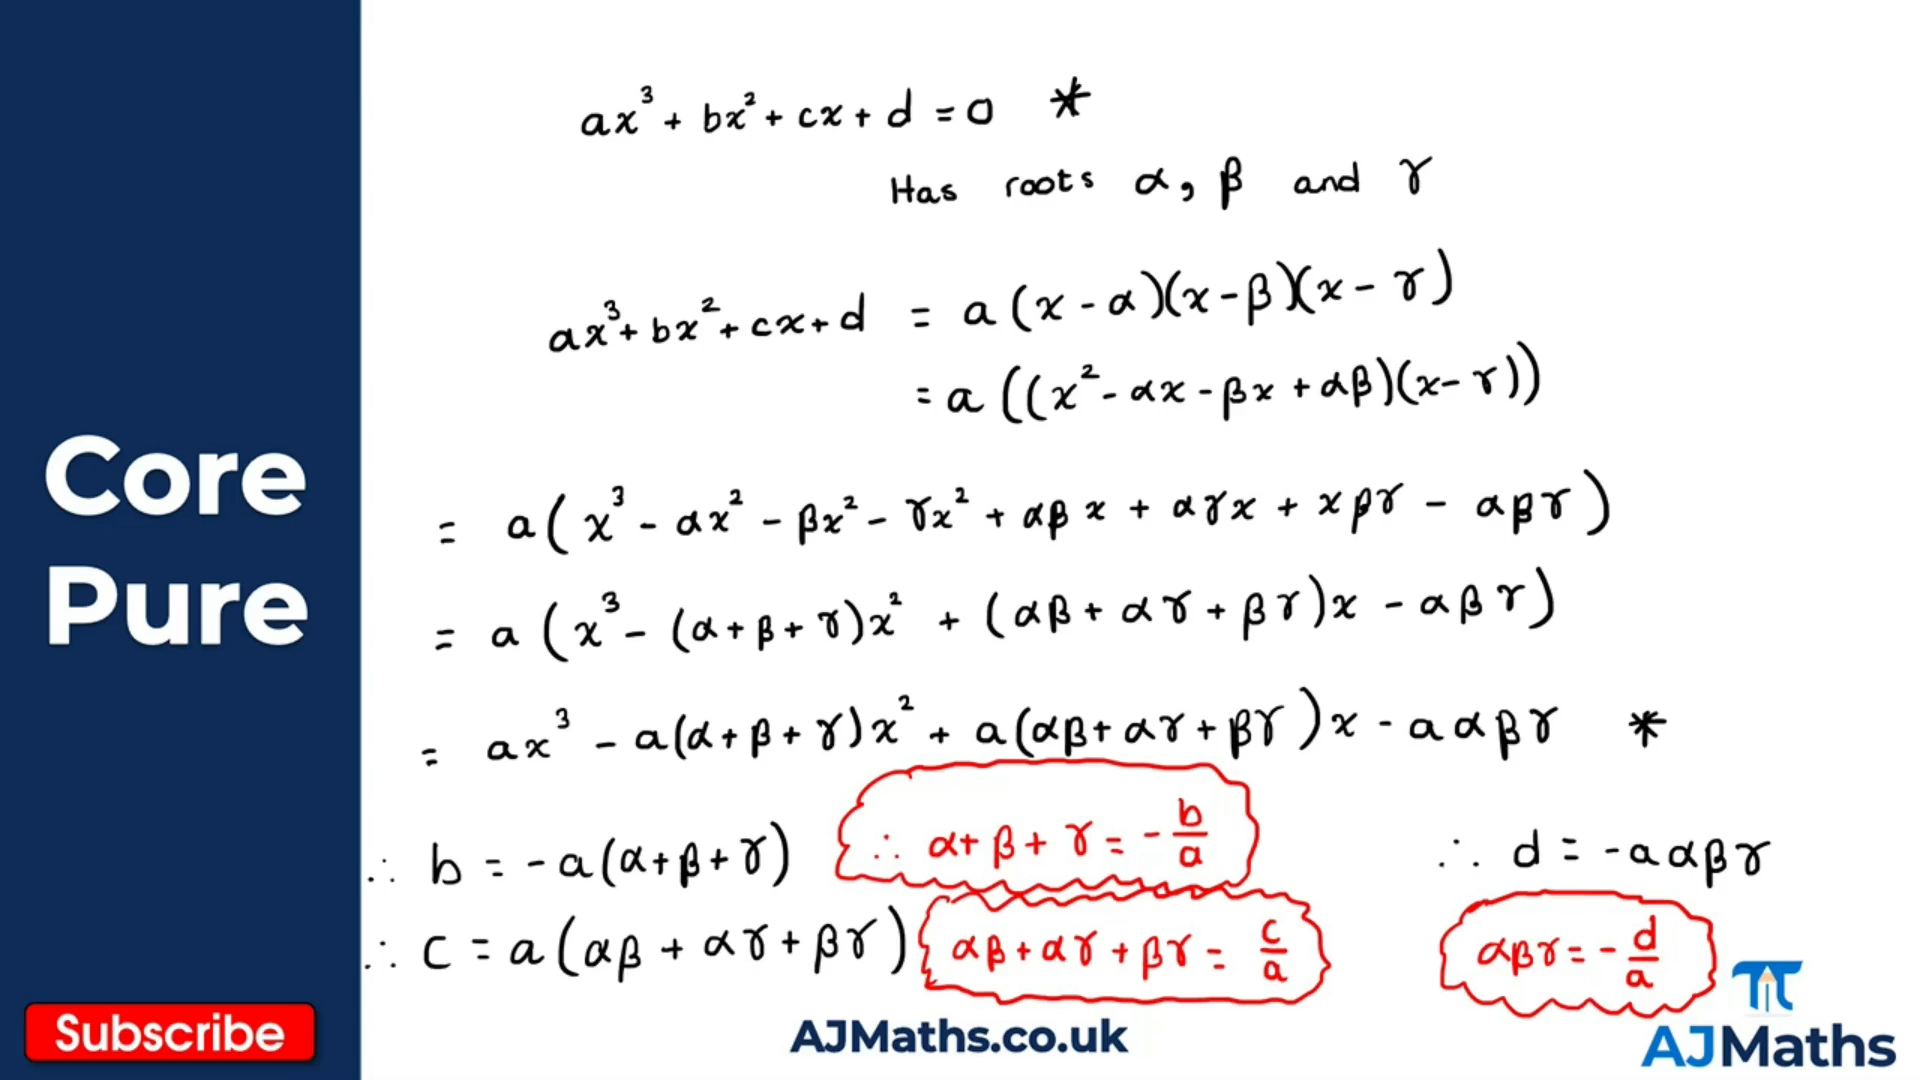 ax³ + bx² + cx + d = 0 *
Has roots α, β and γ
ax³ + bx² + cx + d = a(x - α)(x - β)(x - γ)
= a((x² - αx - βx + αβ)(x - γ))
= a(x³ - αx² - βx² - γx² + αβx + αγx + xβγ - αβγ)
= a(x³ - (α + β + γ)x² + (αβ + αγ + βγ)x - αβγ)
= ax³ - a(α + β + γ)x² + a(αβ + αγ + βγ)x - aαβγ *
∴ b = -a(α + β + γ) ∴ α + β + γ = -b/a ∴ d = -aαβγ
∴ c = a(αβ + αγ + βγ) αβ + αγ + βγ = c/a αβγ = -d/a
Core
Pure
Subscribe
AJMaths.co.uk
AJMaths